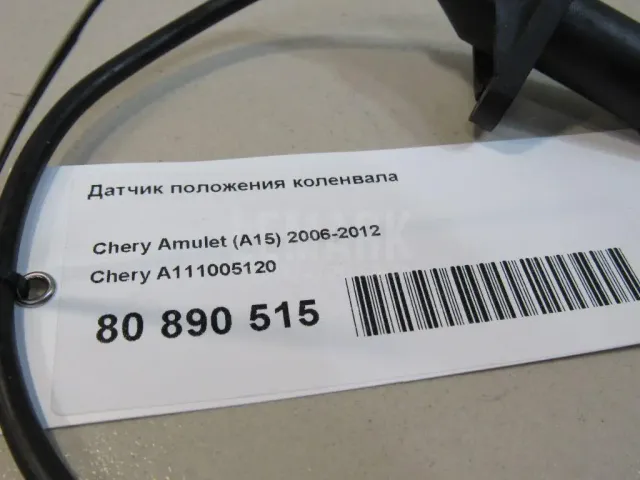 Датчик положения коленвала
Chery Amulet (A15) 2006-2012
Chery A111005120
80 890 515